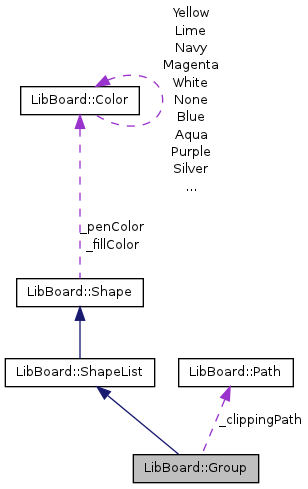 Yellow
Lime
Navy
Magenta
White
None
Blue
Aqua
Purple
Silver
...
LibBoard::Color
_penColor
_fillColor
LibBoard::Shape
LibBoard::ShapeList
LibBoard::Path
_clippingPath
LibBoard::Group